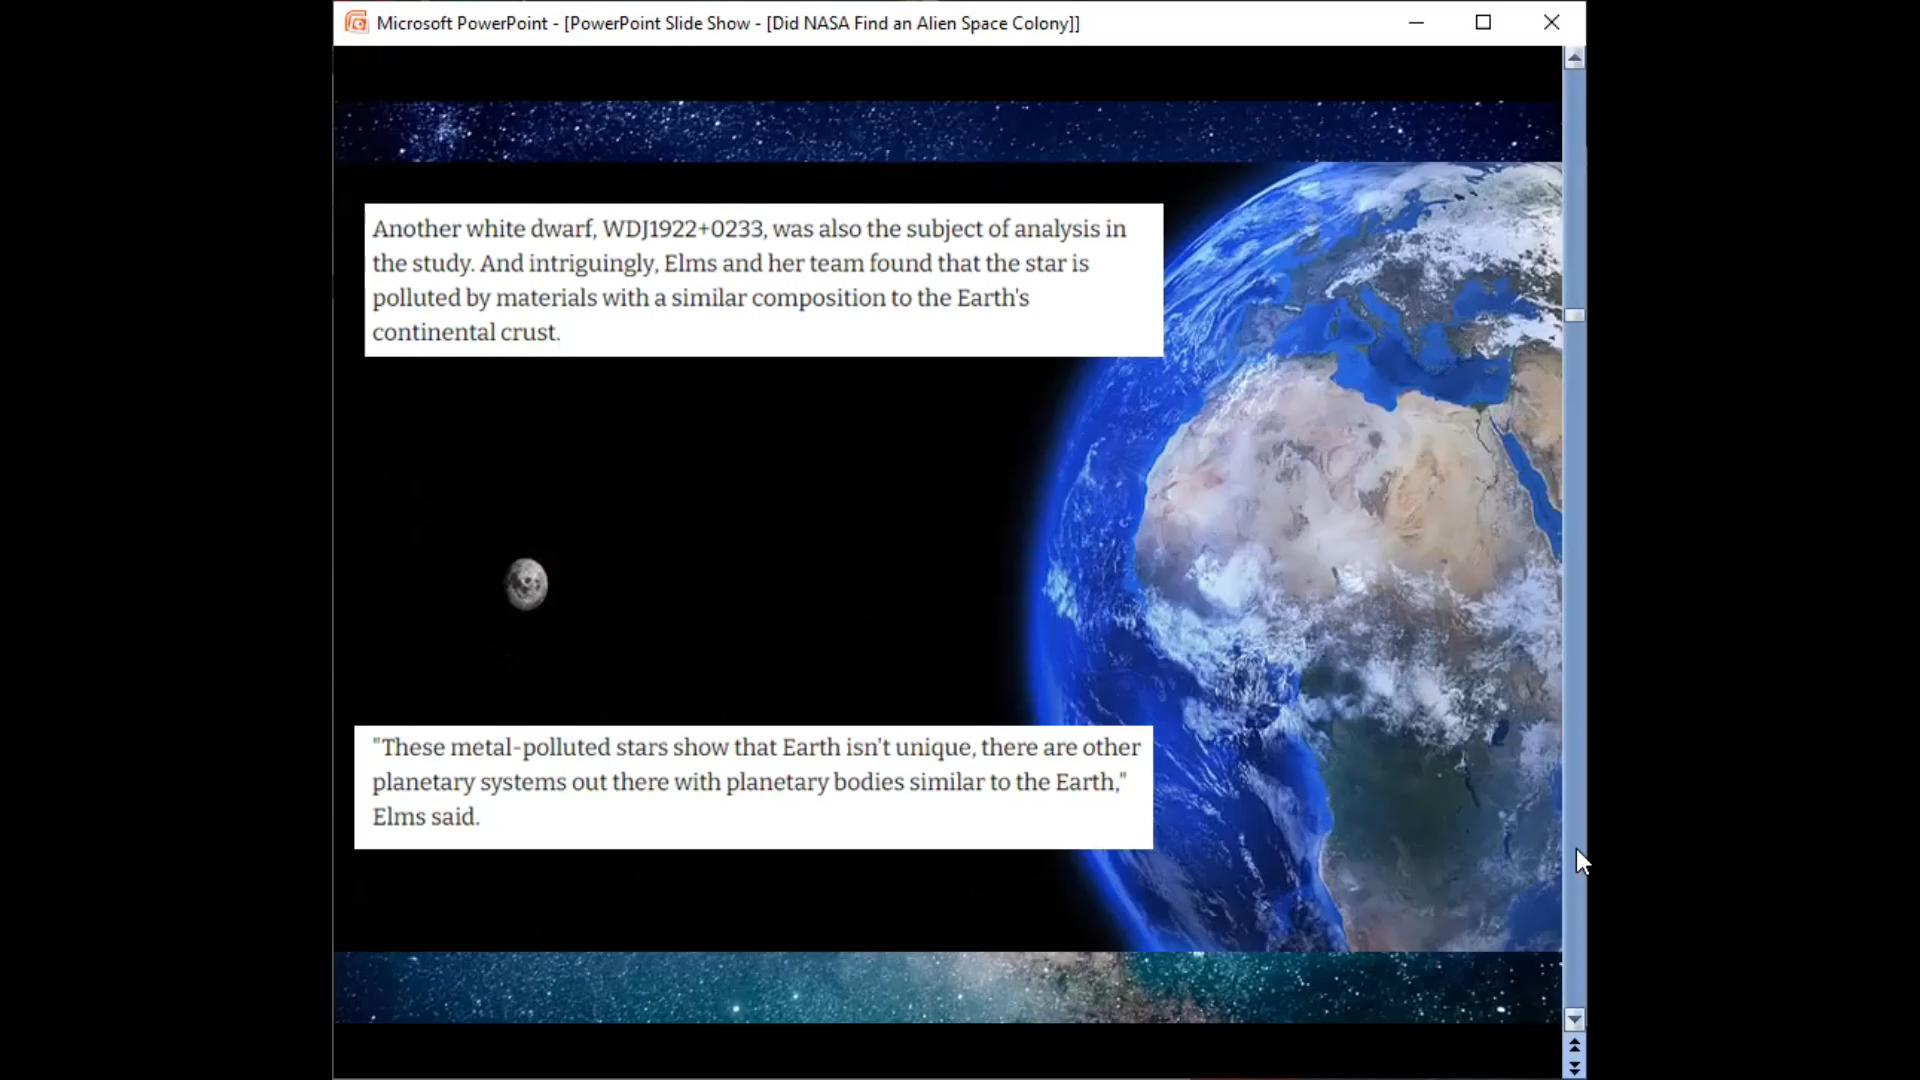 Microsoft PowerPoint - [PowerPoint Slide Show - [Did NASA Find an Alien Space Colony]]
Another white dwarf, WDJ1922+0233, was also the subject of analysis in
the study. And intriguingly, Elms and her team found that the star is
polluted by materials with a similar composition to the Earth's
continental crust.
"These metal-polluted stars show that Earth isn't unique, there are other
planetary systems out there with planetary bodies similar to the Earth,"
Elms said.